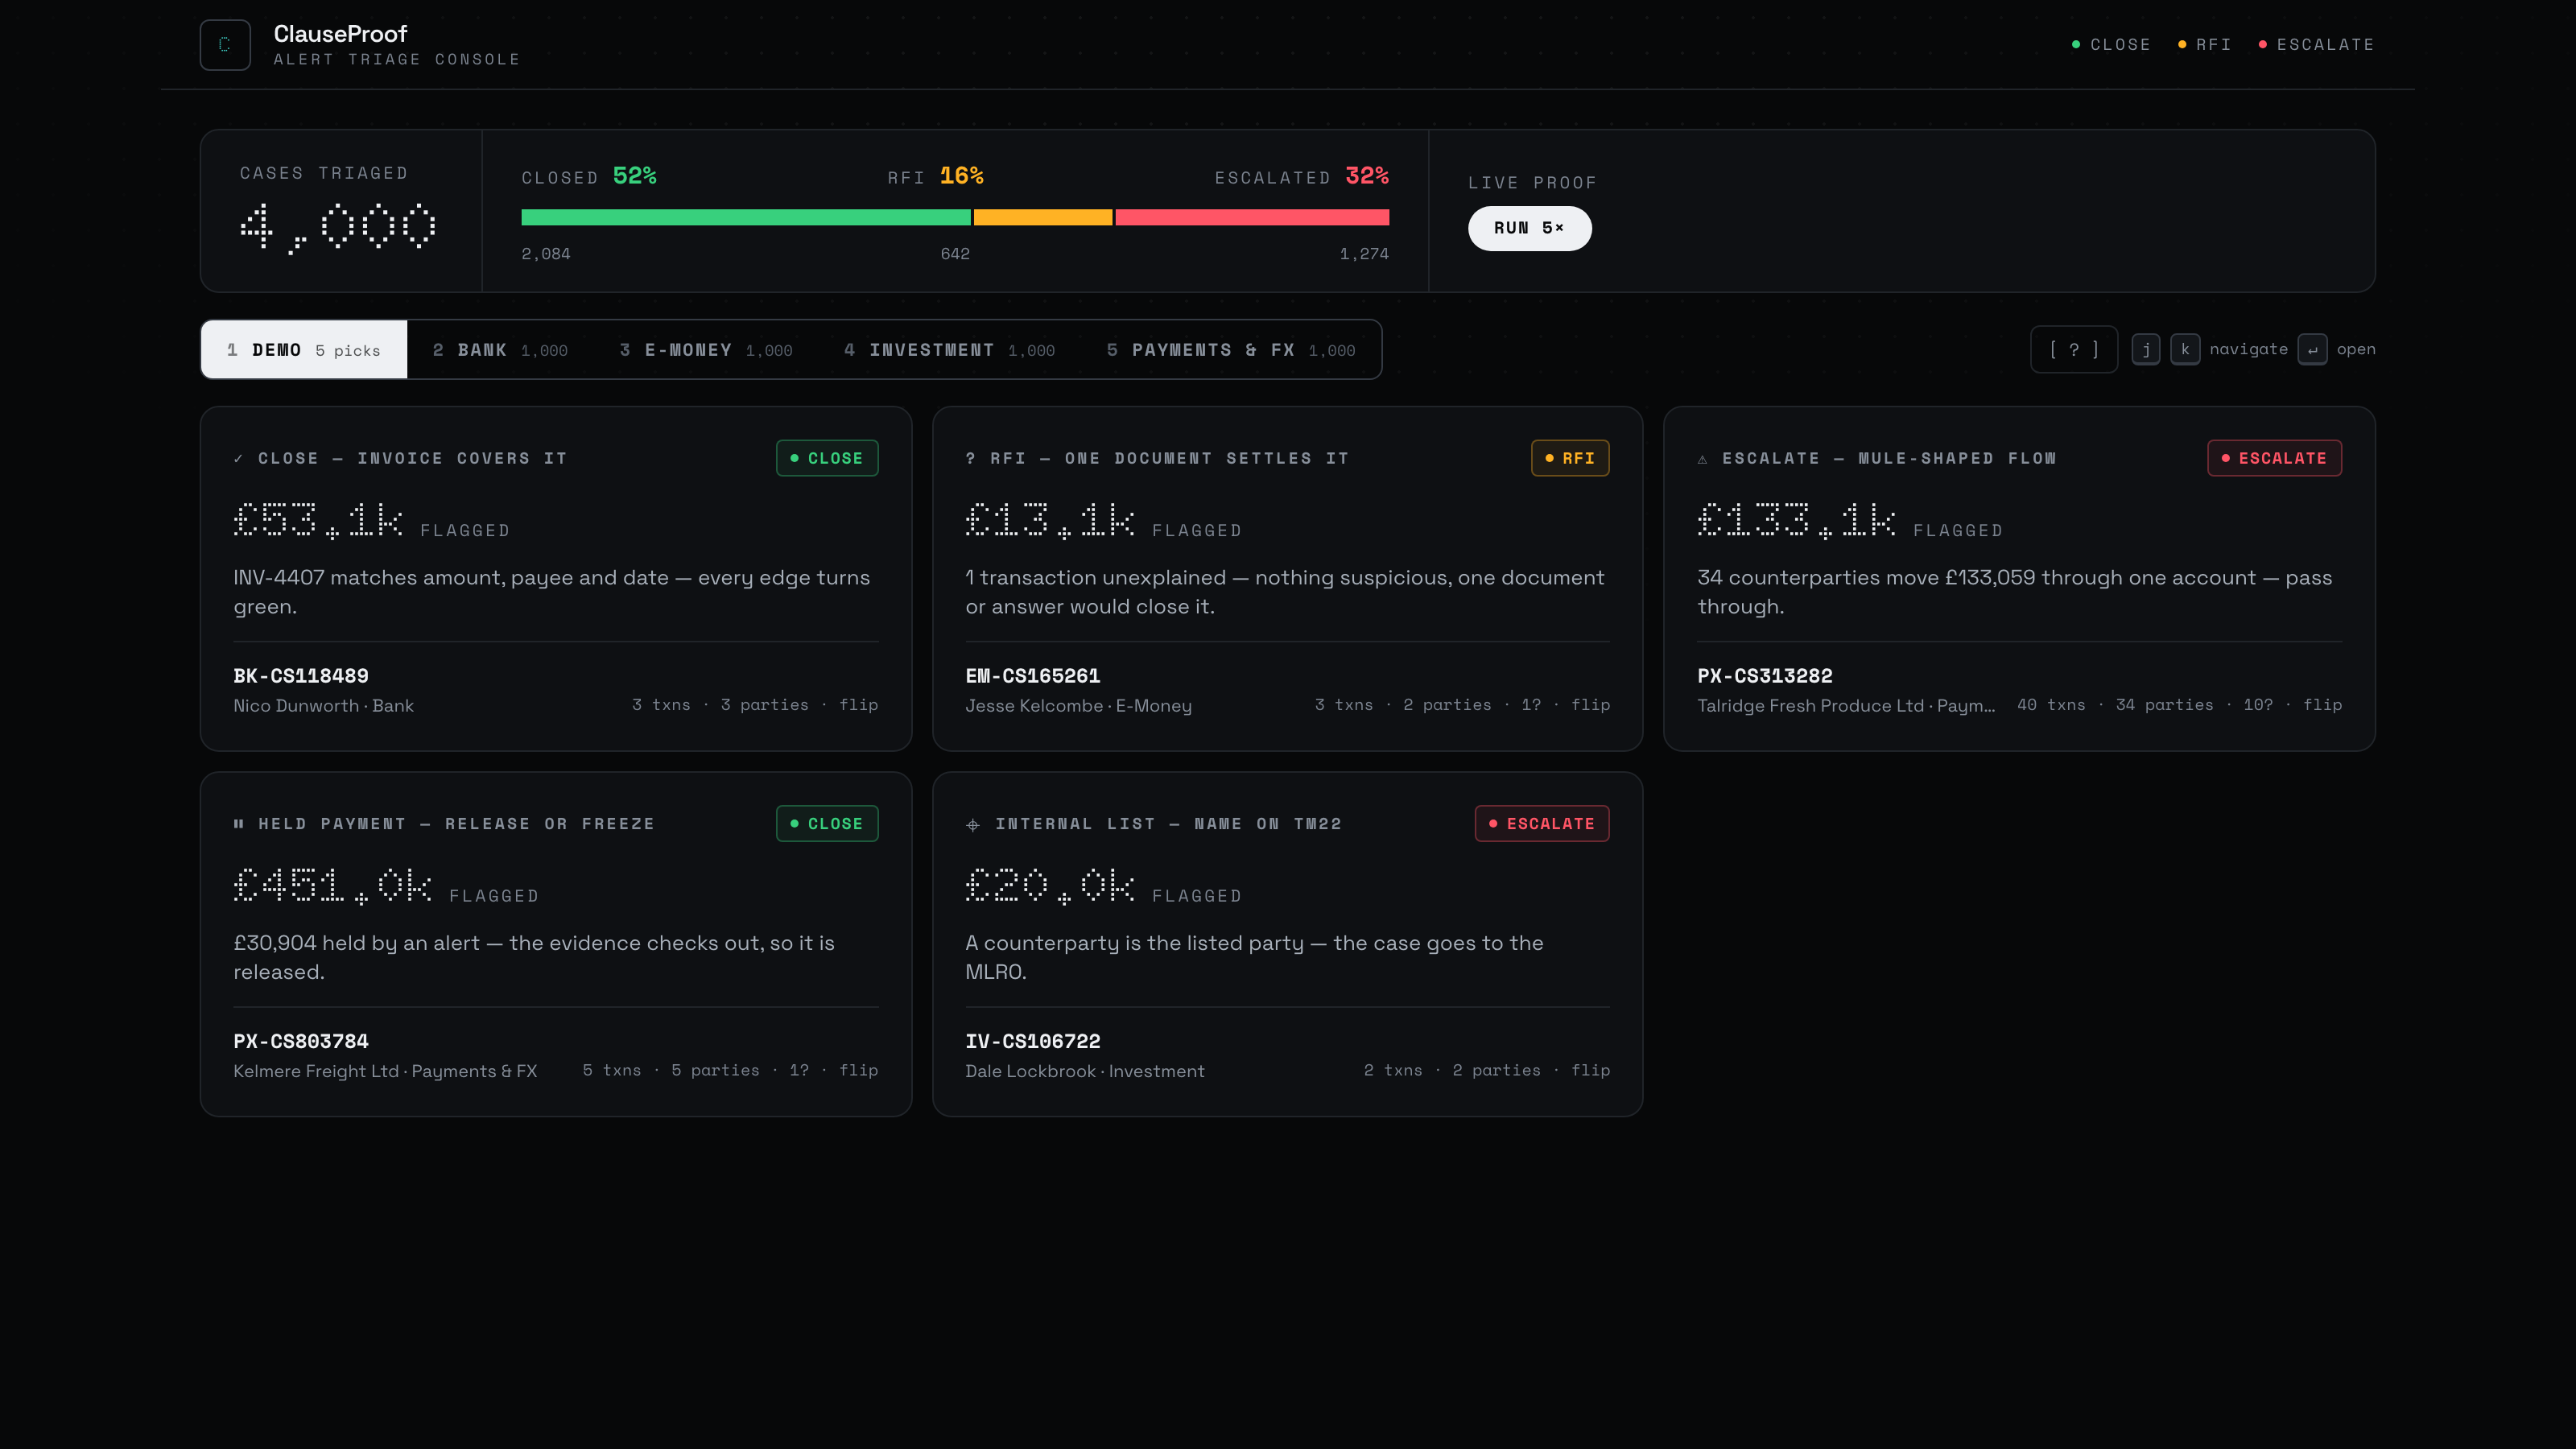 C
ClauseProof
ALERT TRIAGE CONSOLE
CLOSE RFI ESCALATE
CASES TRIAGED
4,000
CLOSED 52% RFI 16% ESCALATED 32%
2,084 642 1,274
LIVE PROOF
RUN 5×
1 DEMO 5 picks 2 BANK 1,000 3 E-MONEY 1,000 4 INVESTMENT 1,000 5 PAYMENTS & FX 1,000
[ ? ] j k navigate ↵ open
✓ CLOSE — INVOICE COVERS IT CLOSE
£53.1k FLAGGED
INV-4407 matches amount, payee and date — every edge turns
green.
BK-CS118489
Nico Dunworth · Bank 3 txns · 3 parties · flip
? RFI — ONE DOCUMENT SETTLES IT RFI
£13.1k FLAGGED
1 transaction unexplained — nothing suspicious, one document
or answer would close it.
EM-CS165261
Jesse Kelcombe · E-Money 3 txns · 2 parties · 1? · flip
⚠ ESCALATE — MULE-SHAPED FLOW ESCALATE
£133.1k FLAGGED
34 counterparties move £133,059 through one account — pass
through.
PX-CS313282
Talridge Fresh Produce Ltd · Paym… 40 txns · 34 parties · 10? · flip
HELD PAYMENT — RELEASE OR FREEZE CLOSE
£451.0k FLAGGED
£30,904 held by an alert — the evidence checks out, so it is
released.
PX-CS803784
Kelmere Freight Ltd · Payments & FX 5 txns · 5 parties · 1? · flip
INTERNAL LIST — NAME ON TM22 ESCALATE
£20.0k FLAGGED
A counterparty is the listed party — the case goes to the
MLRO.
IV-CS106722
Dale Lockbrook · Investment 2 txns · 2 parties · flip